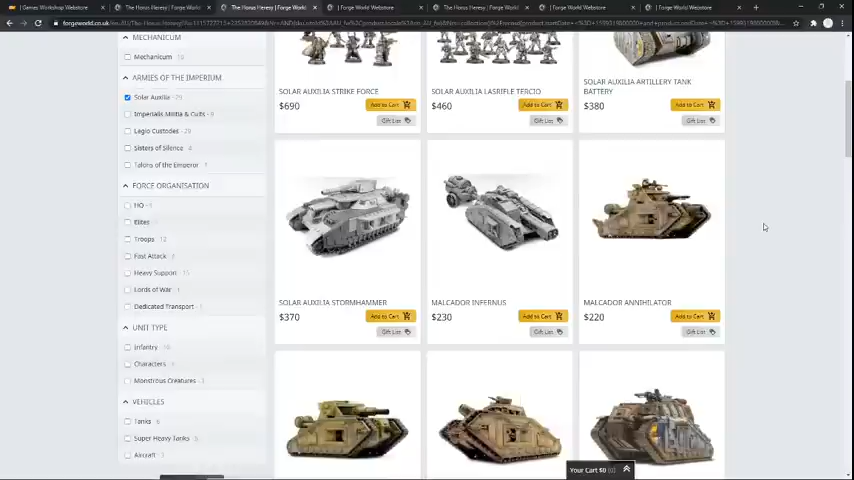 Games Workshop Webstore
The Horus Heresy | Forge World
The Horus Heresy | Forge World
| Forge World Webstore
The Horus Heresy | Forge World
| Forge World Webstore
| Forge World Webstore
MECHANICUM
Mechanicum
ARMIES OF THE IMPERIUM
Solar Auxilia
Imperialis Militia & Cults
Legio Custodes
Sisters of Silence
Talons of the Emperor
FORCE ORGANISATION
HQ
Elites
Troops - 12
Fast Attack
Heavy Support
Lords of War
Dedicated Transport
UNIT TYPE
Infantry
Characters
Monstrous Creatures
VEHICLES
Tanks
Super Heavy Tanks
Aircraft
SOLAR AUXILIA STRIKE FORCE
$690
Add to Cart
Gift List
SOLAR AUXILIA LASRIFLE TERCIO
$460
Add to Cart
Gift List
SOLAR AUXILIA ARTILLERY TANK
BATTERY
$380
Add to Cart
Gift List
SOLAR AUXILIA STORMHAMMER
$370
Add to Cart
Gift List
MALCADOR INFERNUS
$230
Add to Cart
Gift List
MALCADOR ANNIHILATOR
$220
Add to Cart
Gift List
Your Cart $0 (0)